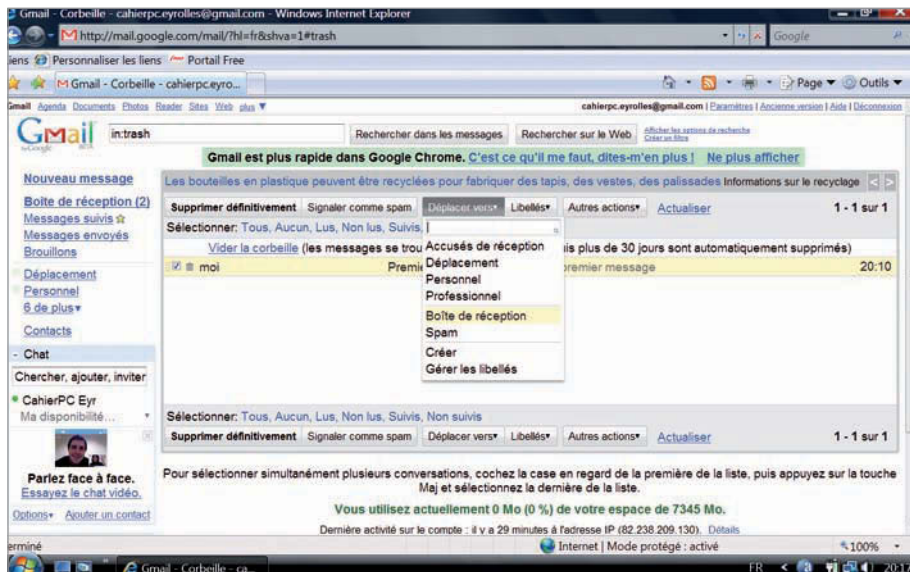 Gmail - Corbeille - cahierpc.eyrolles@gmail.com - Windows Internet Explorer
http://mail.google.com/mail/?hl=fr&shva=1#trash
Google
iens Personnaliser les liens Portail Free
Gmail - Corbeille - cahierpc.eyro...
Page Outils
Gmail Agenda Documents Photos Reader Sites Web plus
cahierpc.eyrolles@gmail.com | Paramètres | Ancienne version | Aide | Déconnexion
Gmail
by Google BETA
in:trash
Rechercher dans les messages
Rechercher sur le Web
Afficher les options de recherche
Créer un filtre
Gmail est plus rapide dans Google Chrome. C'est ce qu'il me faut, dites-m'en plus ! Ne plus afficher
Nouveau message
Boîte de réception (2)
Messages suivis
Messages envoyés
Brouillons
Déplacement
Personnel
6 de plus
Contacts
- Chat
Chercher, ajouter, inviter
CahierPC Eyr
Ma disponibilité...
Parlez face à face.
Essayez le chat vidéo.
Options Ajouter un contact
Les bouteilles en plastique peuvent être recyclées pour fabriquer des tapis, des vestes, des palissades Informations sur le recyclage < >
Supprimer définitivement Signaler comme spam Déplacer vers Libellés Autres actions Actualiser 1 - 1 sur 1
Sélectionner: Tous, Aucun, Lus, Non lus, Suivis,
Vider la corbeille (les messages se trou
is plus de 30 jours sont automatiquement supprimés)
moi Premi premier message 20:10
Accusés de réception
Déplacement
Personnel
Professionnel
Boîte de réception
Spam
Créer
Gérer les libellés
Sélectionner: Tous, Aucun, Lus, Non lus, Suivis, Non suivis
Supprimer définitivement Signaler comme spam Déplacer vers Libellés Autres actions Actualiser 1 - 1 sur 1
Pour sélectionner simultanément plusieurs conversations, cochez la case en regard de la première de la liste, puis appuyez sur la touche
Maj et sélectionnez la dernière de la liste.
Vous utilisez actuellement 0 Mo (0 %) de votre espace de 7345 Mo.
Dernière activité sur le compte : il y a 29 minutes à l'adresse IP (82.238.209.130). Détails
erminé
Internet | Mode protégé : activé
100%
Gmail - Corbeille - ca...
FR
20:17